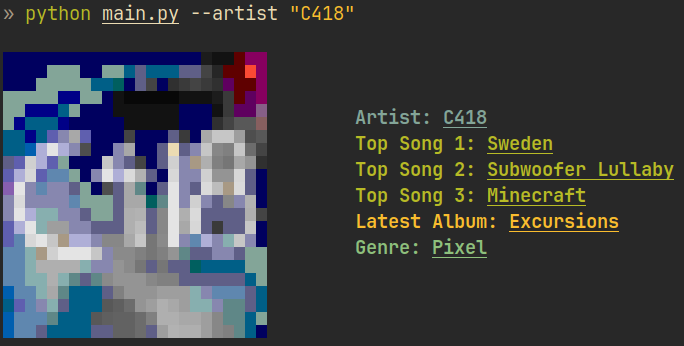 » python main.py --artist "C418"
Artist: C418
Top Song 1: Sweden
Top Song 2: Subwoofer Lullaby
Top Song 3: Minecraft
Latest Album: Excursions
Genre: Pixel